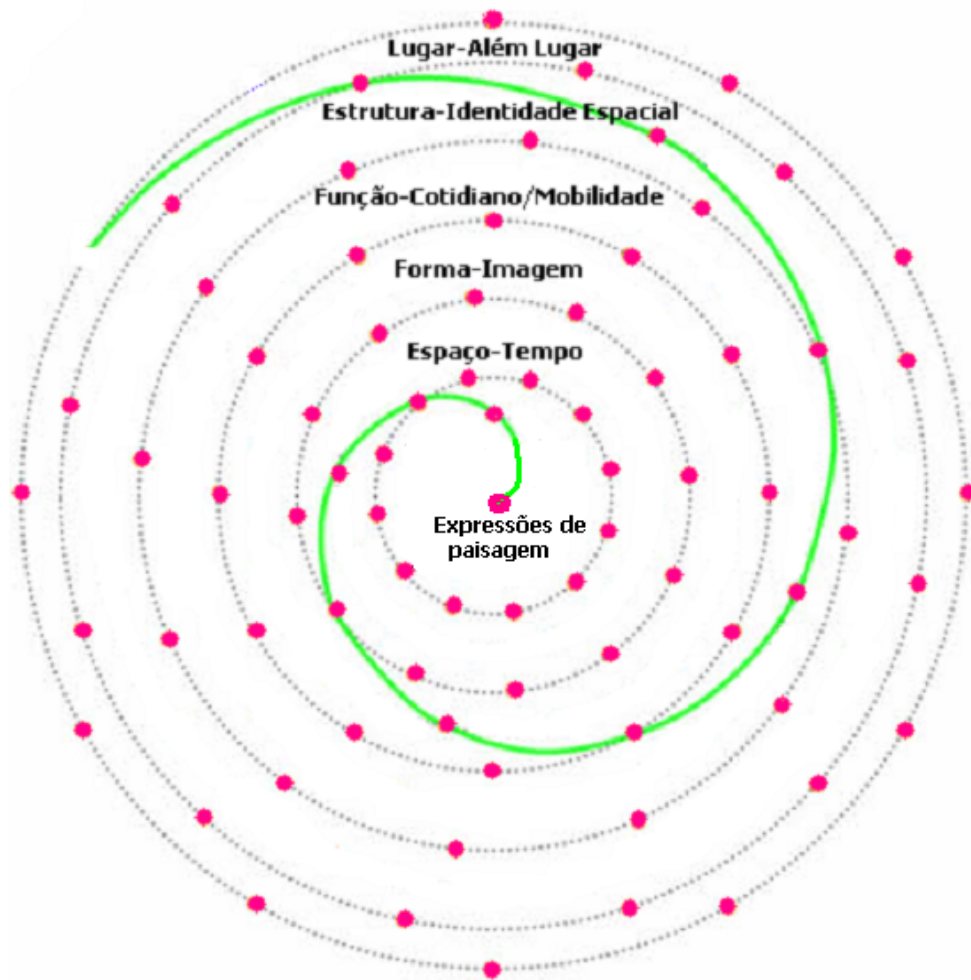 Lugar-Além Lugar
Estrutura-Identidade Espacial
Função-Cotidiano/Mobilidade
Forma-Imagem
Espaço-Tempo
Expressões de
paisagem